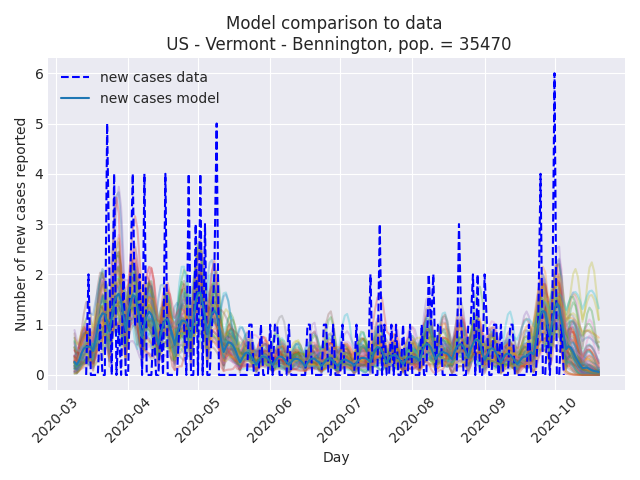 Model comparison to data
US - Vermont - Bennington, pop. = 35470
new cases data
new cases model
Number of new cases reported
6
5
4
3
2
1
0
2020-03
2020-04
2020-05
2020-06
2020-07
2020-08
2020-09
2020-10
Day